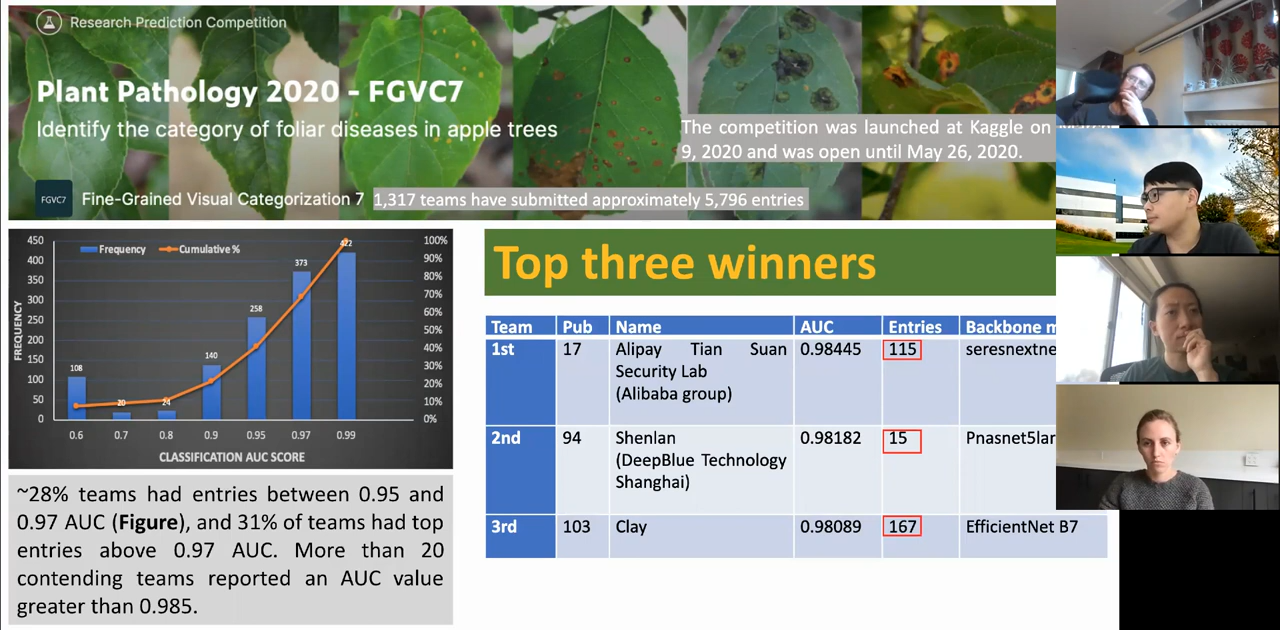 Research Prediction Competition
Plant Pathology 2020 - FGVC7
Identify the category of foliar diseases in apple trees
The competition was launched at Kaggle on
9, 2020 and was open until May 26, 2020.
FGVC7
Fine-Grained Visual Categorization 7
1,317 teams have submitted approximately 5,796 entries
Frequency
Cumulative %
FREQUENCY
450
400
350
300
250
200
150
100
50
0
108
20
24
140
258
373
422
100%
90%
80%
70%
60%
50%
40%
30%
20%
10%
0%
0.6 0.7 0.8 0.9 0.95 0.97 0.99
CLASSIFICATION AUC SCORE
~28% teams had entries between 0.95 and
0.97 AUC (Figure), and 31% of teams had top
entries above 0.97 AUC. More than 20
contending teams reported an AUC value
greater than 0.985.
Top three winners
Team Pub Name AUC Entries Backbone
1st 17 Alipay Tian Suan 0.98445 115 seresnextne
Security Lab
(Alibaba group)
2nd 94 Shenlan 0.98182 15 Pnasnet5lar
(DeepBlue Technology
Shanghai)
3rd 103 Clay 0.98089 167 EfficientNet B7